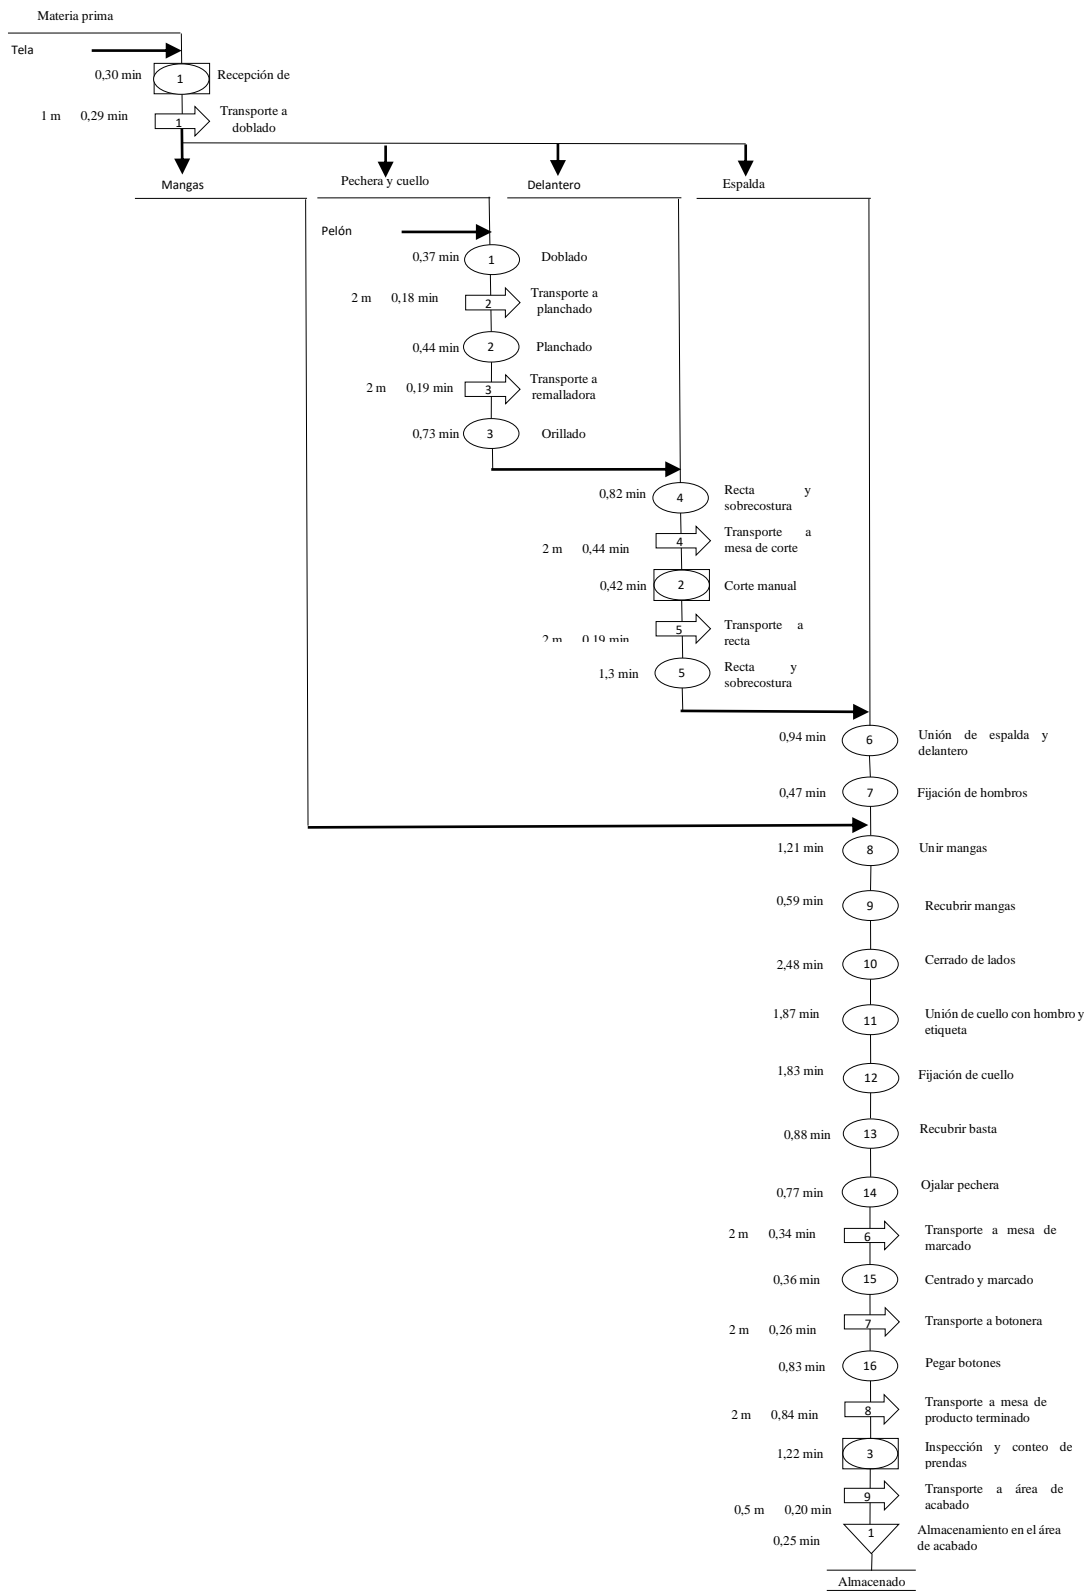 Materia prima
Tela
0,30 min
1
Recepción de
1 m 0,29 min
1
Transporte a
doblado
Mangas
Pechera y cuello
Delantero
Espalda
Pelón
0,37 min
1
Doblado
2 m 0,18 min
2
Transporte a
planchado
0,44 min
2
Planchado
2 m 0,19 min
3
Transporte a
remalladora
0,73 min
3
Orillado
0,82 min
4
Recta y
sobrecostura
2 m 0,44 min
4
Transporte a
mesa de corte
0,42 min
2
Corte manual
2 m 0,19 min
5
Transporte a
recta
1,3 min
5
Recta y
sobrecostura
0,94 min
6
Unión de espalda y
delantero
0,47 min
7
Fijación de hombros
1,21 min
8
Unir mangas
0,59 min
9
Recubrir mangas
2,48 min
10
Cerrado de lados
1,87 min
11
Unión de cuello con hombro y
etiqueta
1,83 min
12
Fijación de cuello
0,88 min
13
Recubrir basta
0,77 min
14
Ojalar pechera
2 m 0,34 min
6
Transporte a mesa de
marcado
0,36 min
15
Centrado y marcado
2 m 0,26 min
7
Transporte a botonera
0,83 min
16
Pegar botones
2 m 0,84 min
8
Transporte a mesa de
producto terminado
1,22 min
3
Inspección y conteo de
prendas
0,5 m 0,20 min
9
Transporte a área de
acabado
0,25 min
1
Almacenamiento en el área
de acabado
Almacenado